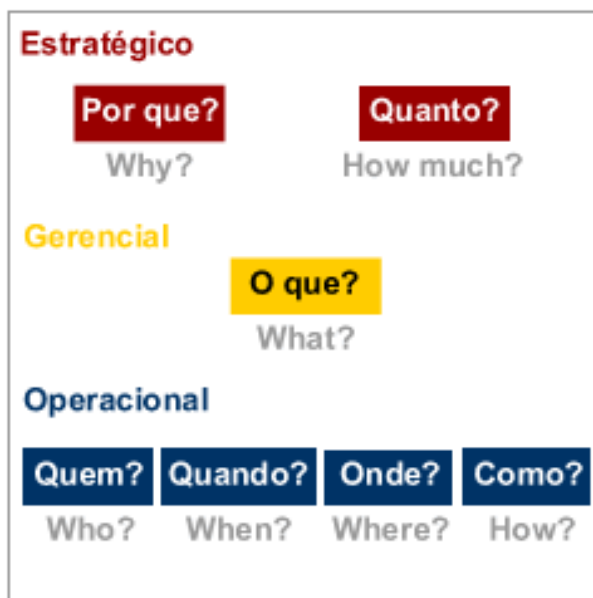 Estratégico
Por que? Quanto?
Why? How much?
Gerencial
O que?
What?
Operacional
Quem? Quando? Onde? Como?
Who? When? Where? How?